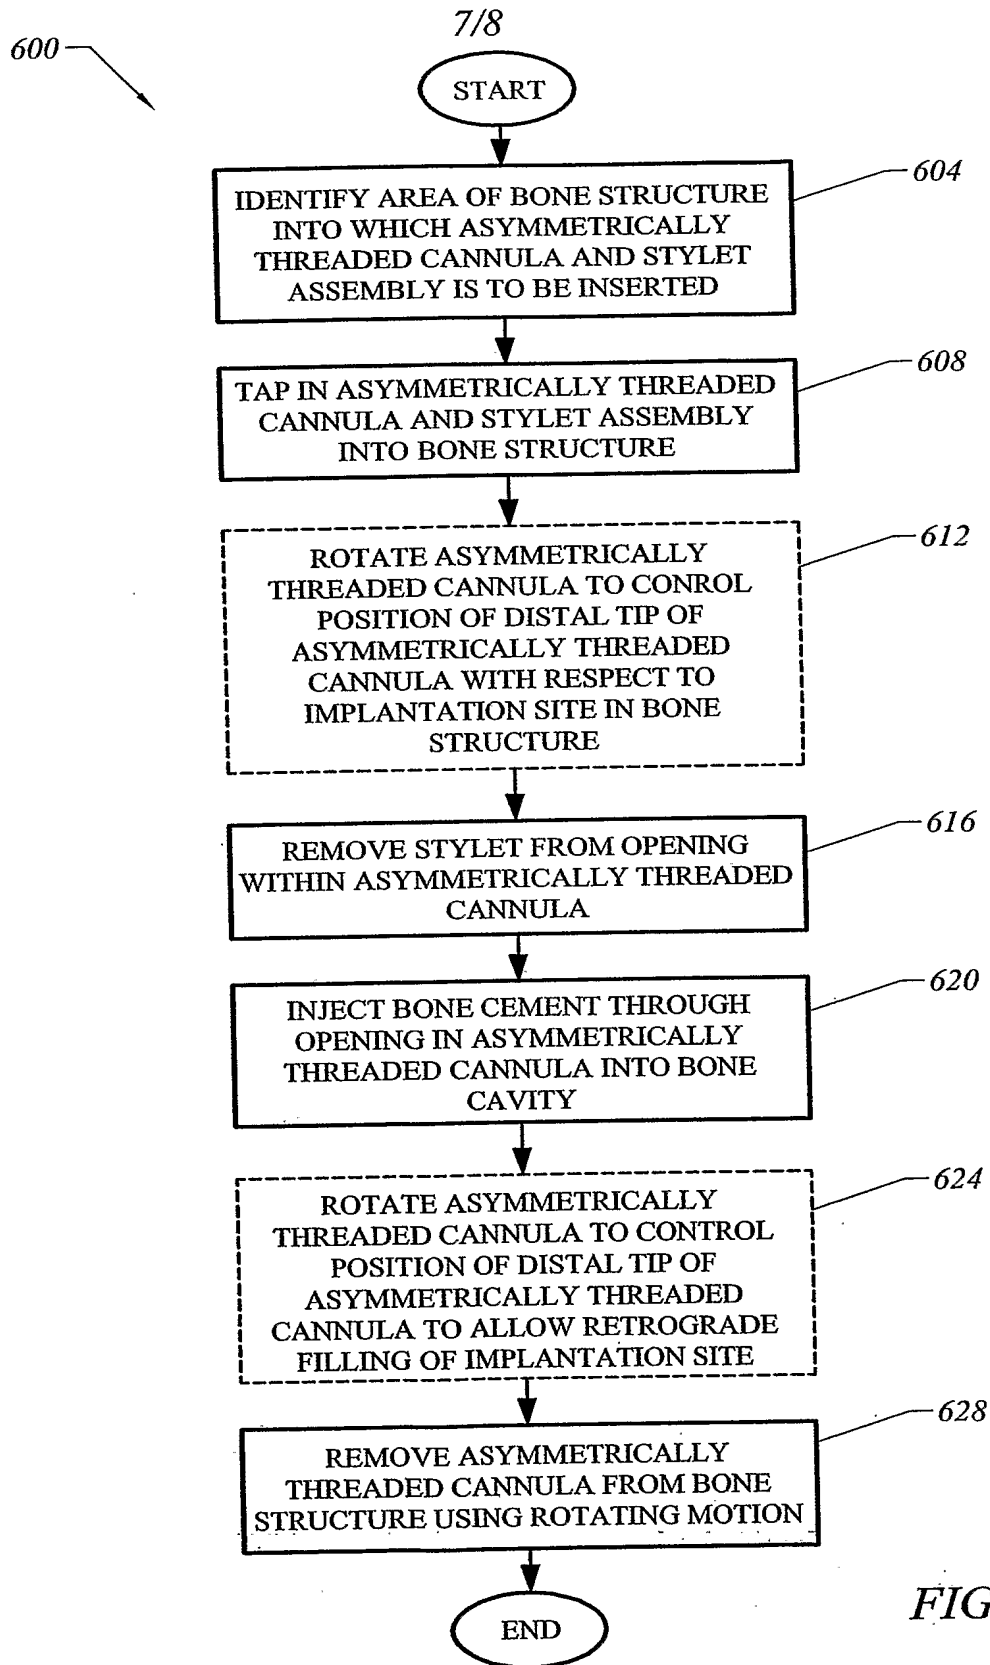 7/8
600
START
604
IDENTIFY AREA OF BONE STRUCTURE
INTO WHICH ASYMMETRICALLY
THREADED CANNULA AND STYLET
ASSEMBLY IS TO BE INSERTED
608
TAP IN ASYMMETRICALLY THREADED
CANNULA AND STYLET ASSEMBLY
INTO BONE STRUCTURE
612
ROTATE ASYMMETRICALLY
THREADED CANNULA TO CONROL
POSITION OF DISTAL TIP OF
ASYMMETRICALLY THREADED
CANNULA WITH RESPECT TO
IMPLANTATION SITE IN BONE
STRUCTURE
616
REMOVE STYLET FROM OPENING
WITHIN ASYMMETRICALLY THREADED
CANNULA
620
INJECT BONE CEMENT THROUGH
OPENING IN ASYMMETRICALLY
THREADED CANNULA INTO BONE
CAVITY
624
ROTATE ASYMMETRICALLY
THREADED CANNULA TO CONTROL
POSITION OF DISTAL TIP OF
ASYMMETRICALLY THREADED
CANNULA TO ALLOW RETROGRADE
FILLING OF IMPLANTATION SITE
628
REMOVE ASYMMETRICALLY
THREADED CANNULA FROM BONE
STRUCTURE USING ROTATING MOTION
END
FIG